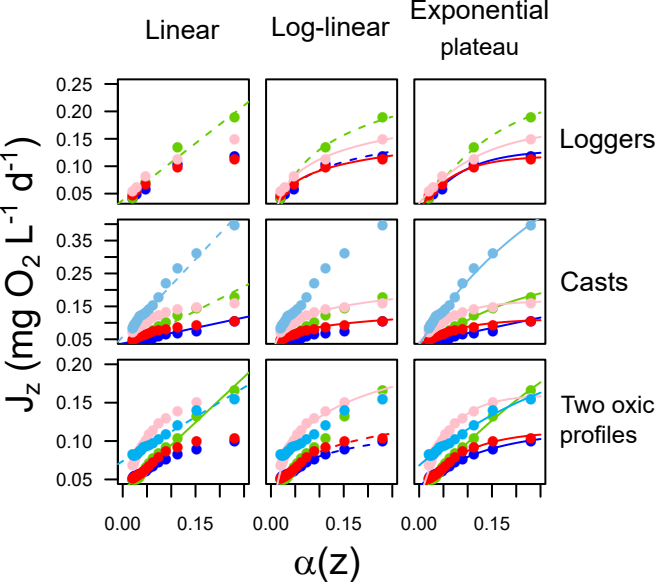 Linear
Log-linear
Exponential
plateau
J_z (mg O_2 L^-1 d^-1)
0.25
0.20
0.15
0.10
0.05
Loggers
0.35
0.25
0.15
0.05
Casts
0.20
0.15
0.10
0.05
Two oxic
profiles
0.00 0.15 0.00 0.15 0.00 0.15
α(z)